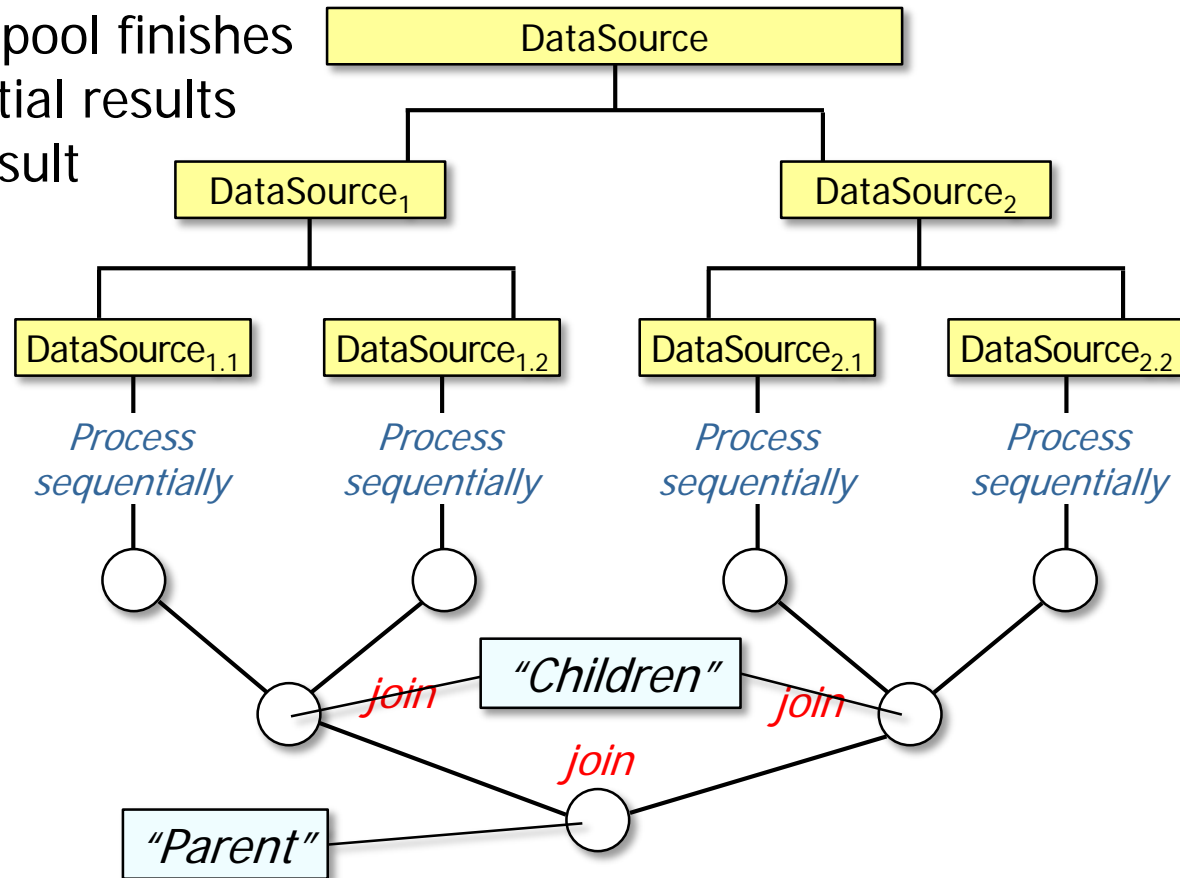 pool finishes
tial results
sult
DataSource
DataSource₁
DataSource₂
DataSource₁.₁
DataSource₁.₂
DataSource₂.₁
DataSource₂.₂
Process
sequentially
Process
sequentially
Process
sequentially
Process
sequentially
"Children"
join
join
join
"Parent"